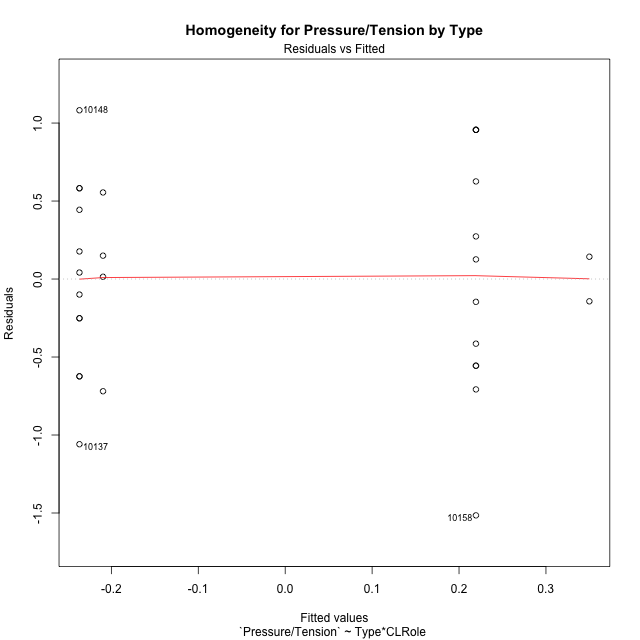 Homogeneity for Pressure/Tension by Type
Residuals vs Fitted
1.0
0.5
0.0
-0.5
-1.0
-1.5
Residuals
10148
10137
10158
-0.2 -0.1 0.0 0.1 0.2 0.3
Fitted values
`Pressure/Tension` ~ Type*CLRole